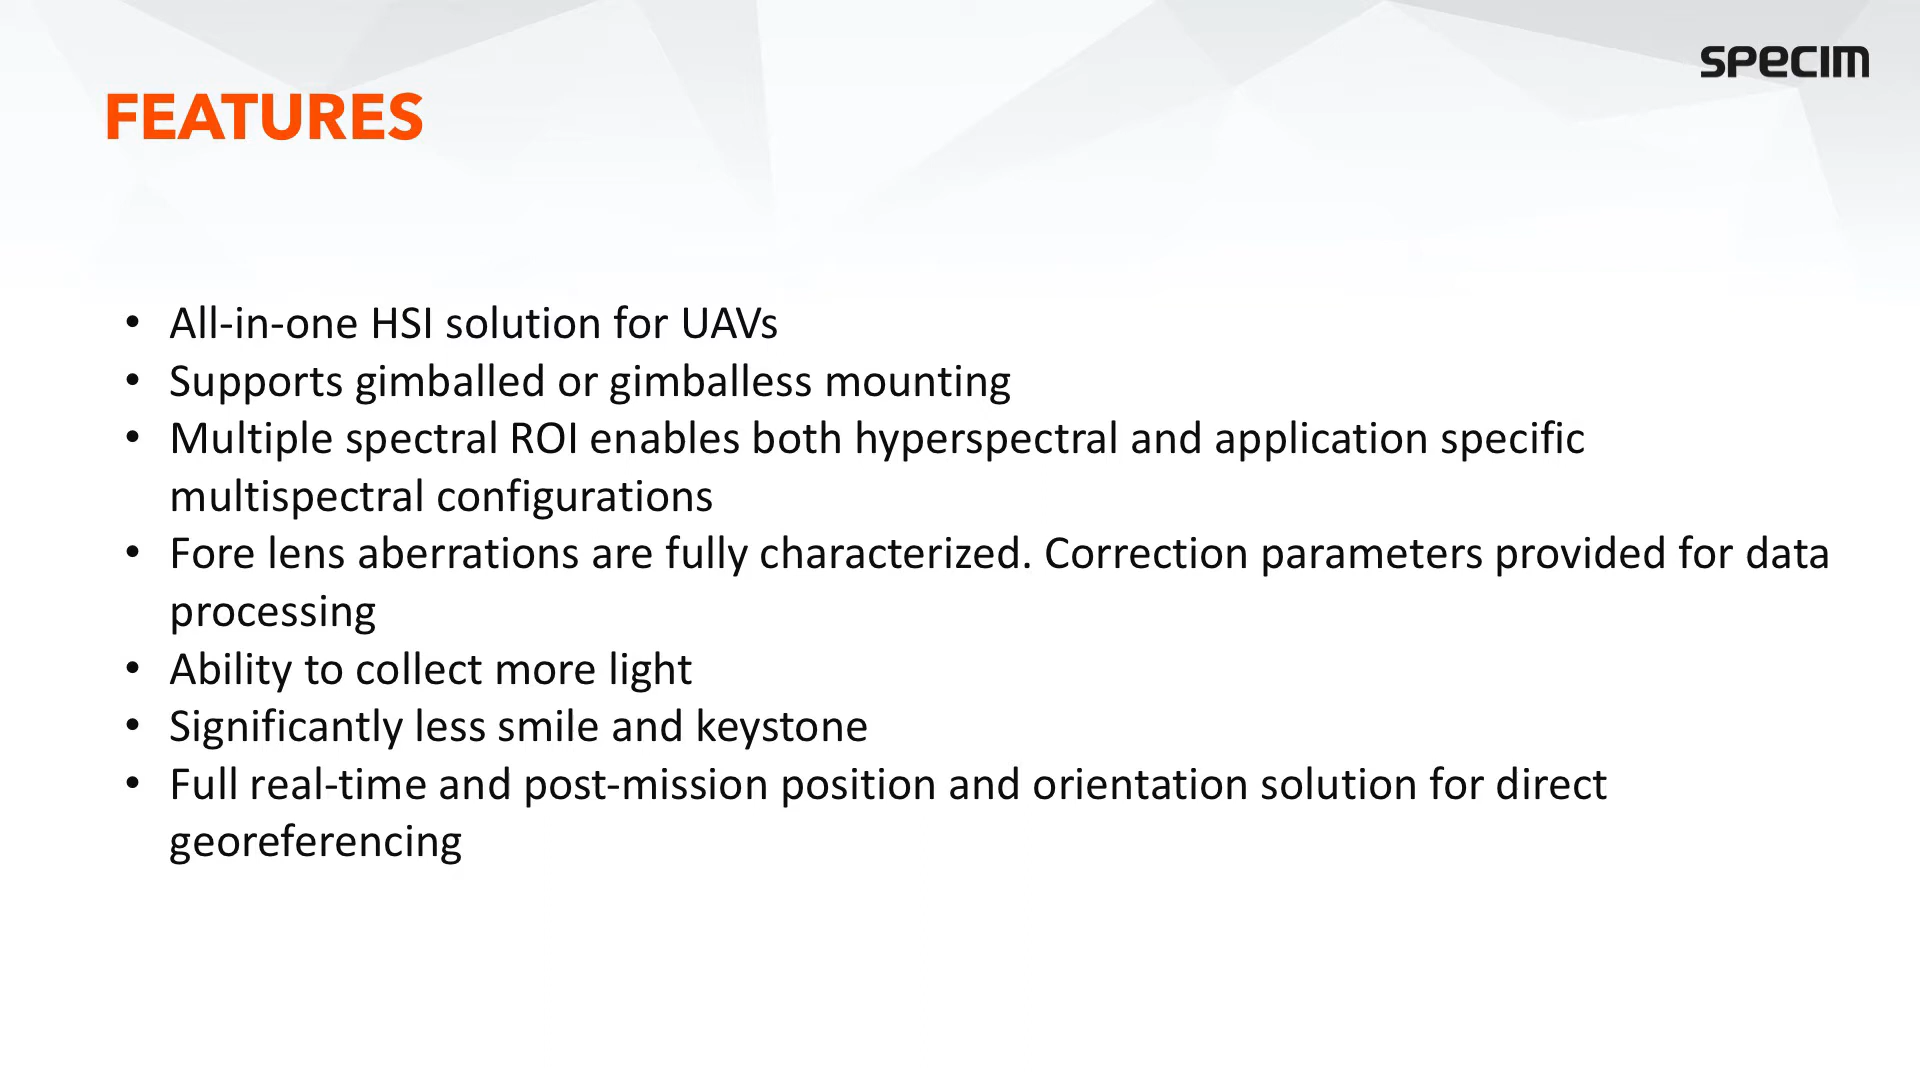 SPECIM
FEATURES
• All-in-one HSI solution for UAVs
• Supports gimballed or gimballess mounting
• Multiple spectral ROI enables both hyperspectral and application specific
multispectral configurations
• Fore lens aberrations are fully characterized. Correction parameters provided for data
processing
• Ability to collect more light
• Significantly less smile and keystone
• Full real-time and post-mission position and orientation solution for direct
georeferencing